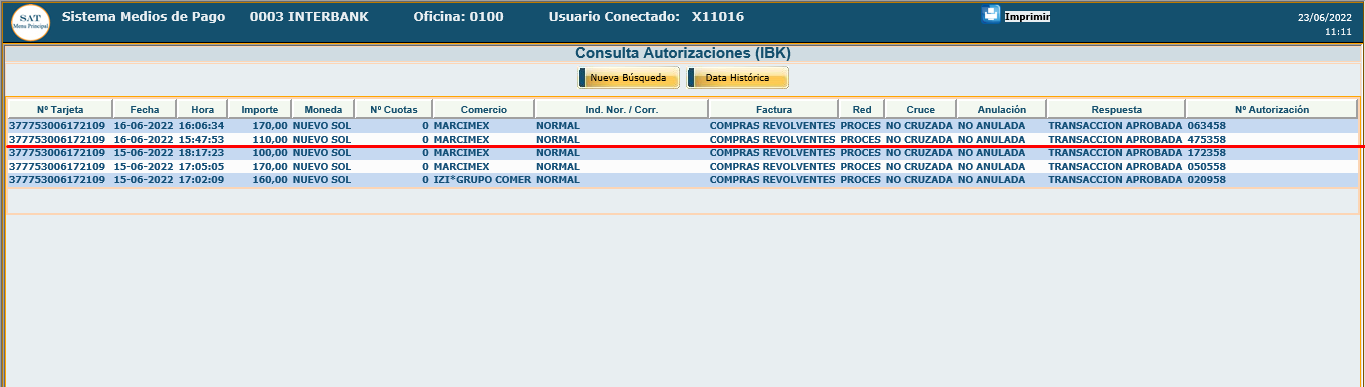 SAT
Menu Principal
Sistema Medios de Pago 0003 INTERBANK Oficina: 0100 Usuario Conectado: X11016 Imprimir 23/06/2022
11:11
Consulta Autorizaciones (IBK)
Nueva Búsqueda Data Histórica
Nº Tarjeta Fecha Hora Importe Moneda Nº Cuotas Comercio Ind. Nor. / Corr. Factura Red Cruce Anulación Respuesta Nº Autorización
377753006172109 16-06-2022 16:06:34 170,00 NUEVO SOL 0 MARCIMEX NORMAL COMPRAS REVOLVENTES PROCES NO CRUZADA NO ANULADA TRANSACCION APROBADA 063458
377753006172109 16-06-2022 15:47:53 110,00 NUEVO SOL 0 MARCIMEX NORMAL COMPRAS REVOLVENTES PROCES NO CRUZADA NO ANULADA TRANSACCION APROBADA 475358
377753006172109 15-06-2022 18:17:23 100,00 NUEVO SOL 0 MARCIMEX NORMAL COMPRAS REVOLVENTES PROCES NO CRUZADA NO ANULADA TRANSACCION APROBADA 172358
377753006172109 15-06-2022 17:05:05 170,00 NUEVO SOL 0 MARCIMEX NORMAL COMPRAS REVOLVENTES PROCES NO CRUZADA NO ANULADA TRANSACCION APROBADA 050558
377753006172109 15-06-2022 17:02:09 160,00 NUEVO SOL 0 IZI*GRUPO COMER NORMAL COMPRAS REVOLVENTES PROCES NO CRUZADA NO ANULADA TRANSACCION APROBADA 020958